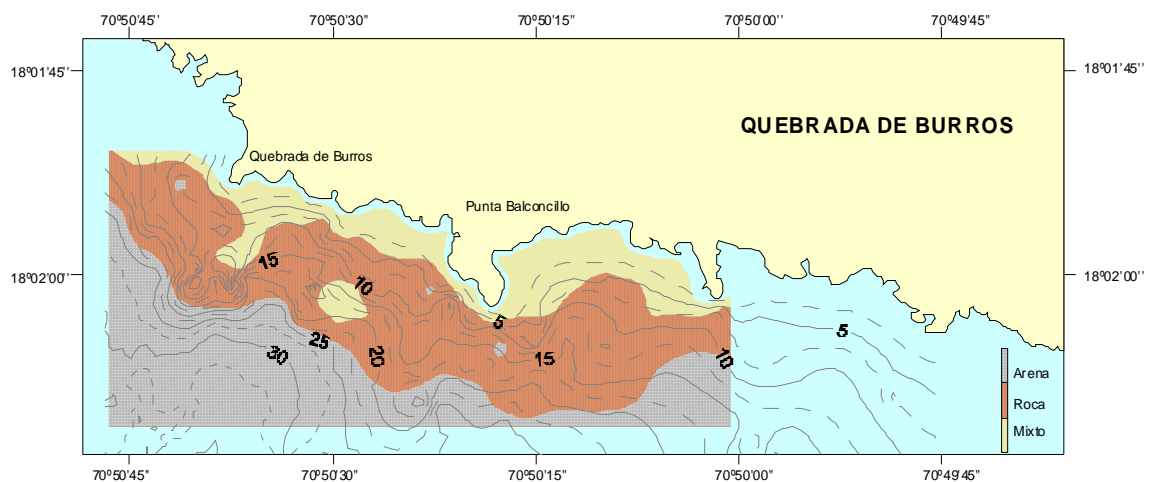 70º50'45" 70º50'30" 70º50'15" 70º50'00" 70º49'45"
18º01'45'' 18º01'45''
QUEBRADA DE BURROS
Quebrada de Burros
Punta Balconcillo
15
18º02'00'' 18º02'00''
10
5
5
25
30
20
15
10
Arena
Roca
Mixto
70º50'45'' 70º50'30'' 70º50'15'' 70º50'00'' 70º49'45''